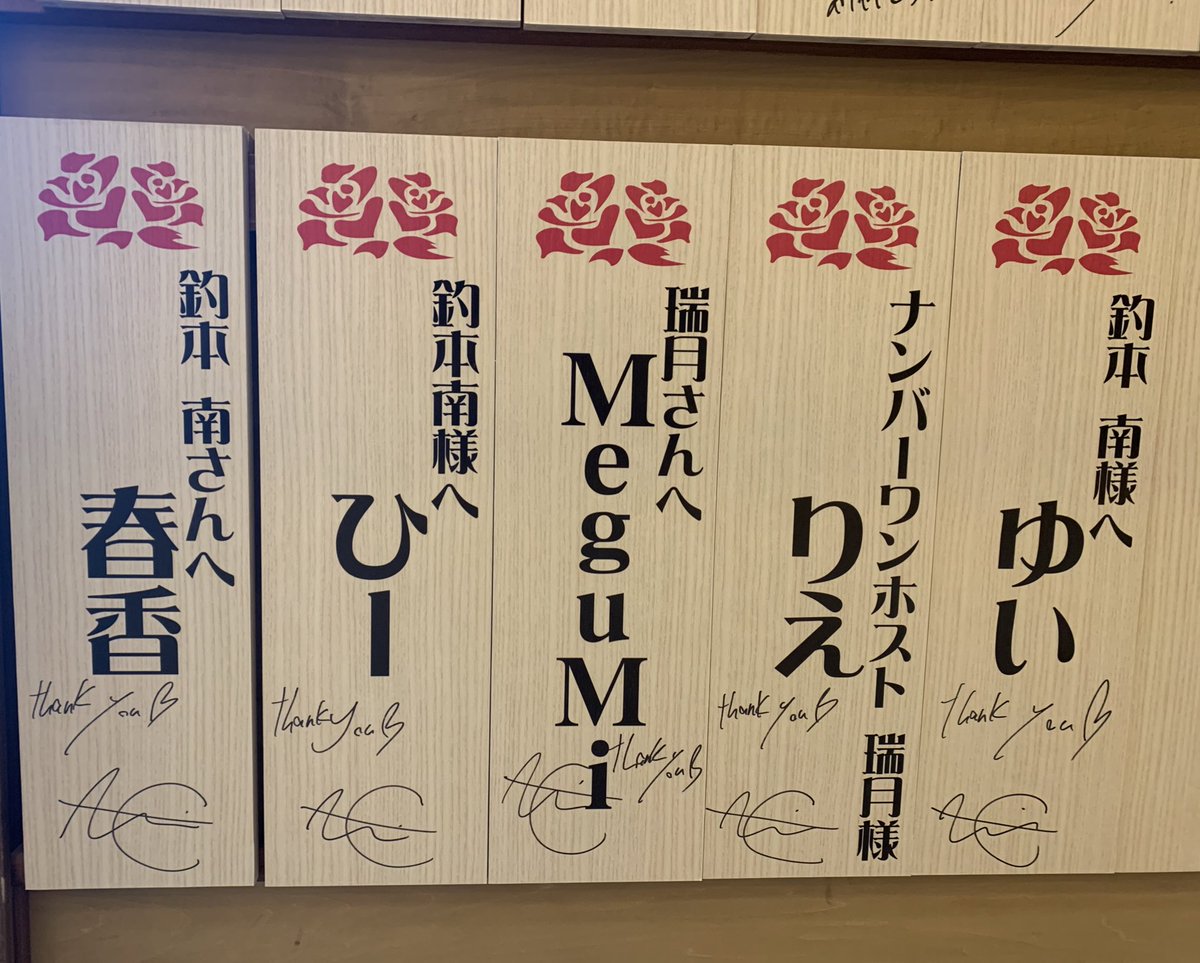 釣本 南さんへ
春香
thank you
釣本南様へ
ひー
thank you
瑞月さんへ
MeguMi
thank you
ナンバーワンホスト 瑞月様
りえ
thank you
釣本 南様へ
ゆい
thank you